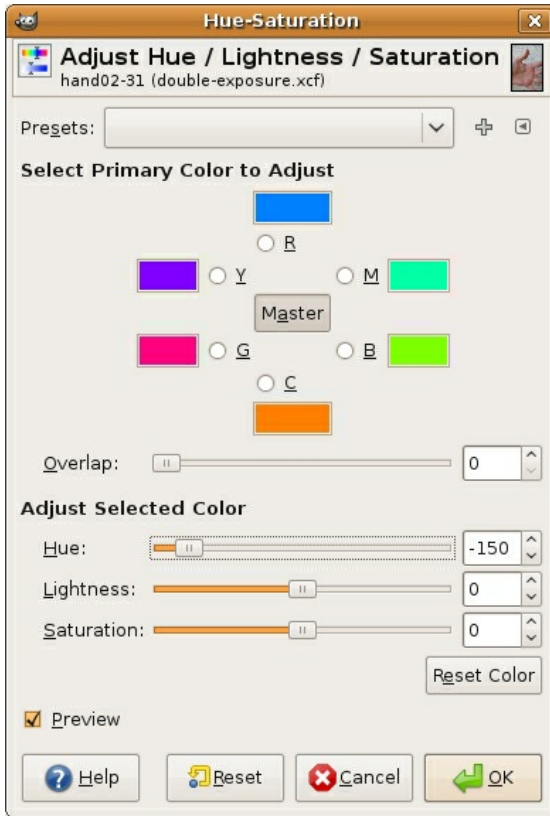 Hue-Saturation
Adjust Hue / Lightness / Saturation
hand02-31 (double-exposure.xcf)
Presets:
Select Primary Color to Adjust
R
Y M
Master
G B
C
Overlap: 0
Adjust Selected Color
Hue: -150
Lightness: 0
Saturation: 0
Reset Color
Preview
Help Reset Cancel OK